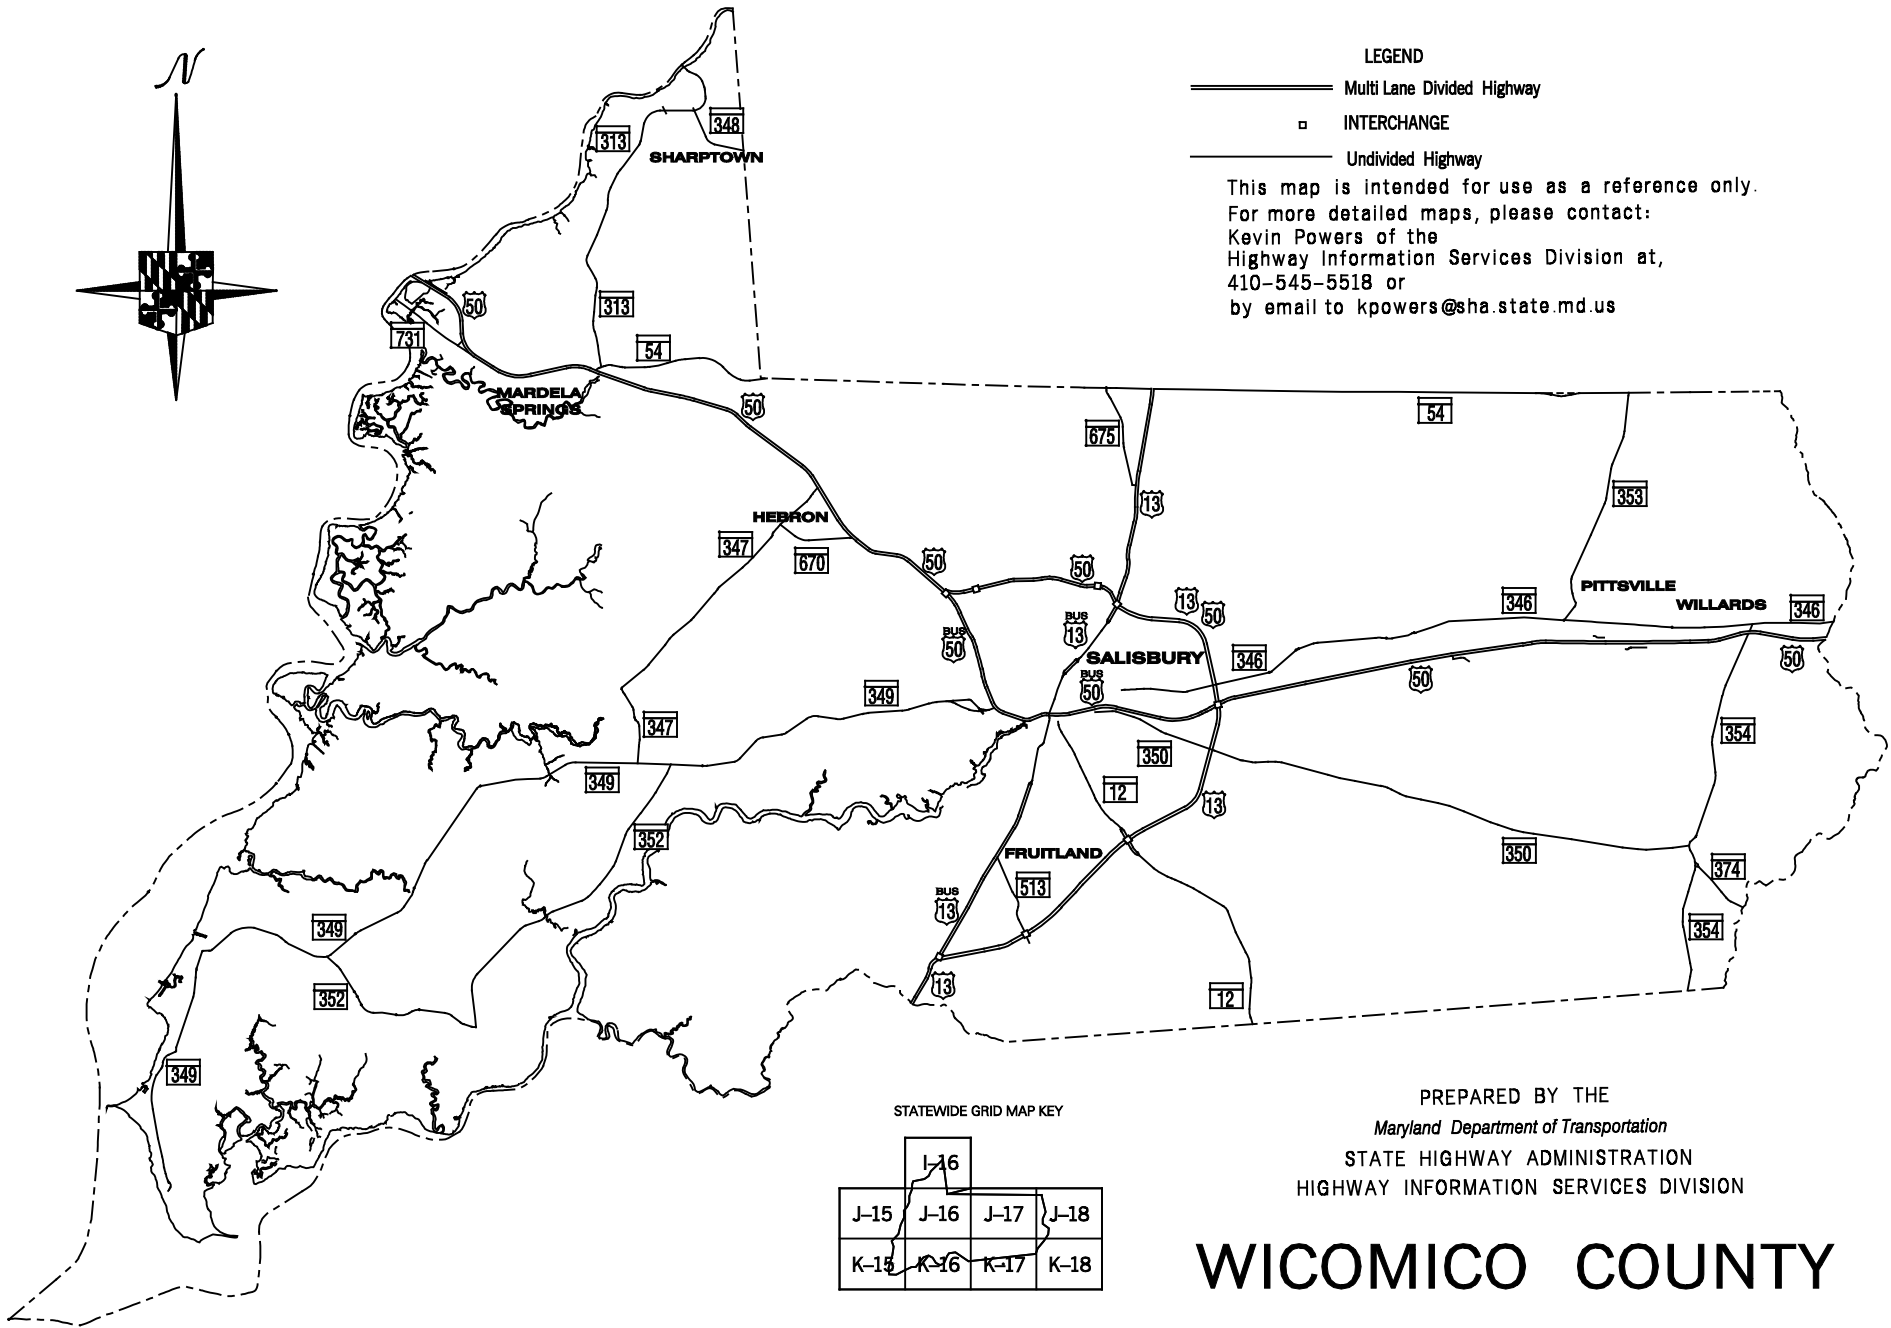 N
LEGEND
Multi Lane Divided Highway
INTERCHANGE
Undivided Highway
This map is intended for use as a reference only.
For more detailed maps, please contact:
Kevin Powers of the
Highway Information Services Division at,
410-545-5518 or
by email to kpowers@sha.state.md.us
348
313
SHARPTOWN
50
313
731
54
MARDELA
SPRINGS
50
54
675
353
13
HEBRON
347
670
50
50
PITTSVILLE
346
WILLARDS
346
13
50
BUS
13
BUS
50
SALISBURY
346
50
BUS
50
50
349
347
354
350
349
12
13
352
FRUITLAND
350
374
513
BUS
13
349
354
13
352
12
349
STATEWIDE GRID MAP KEY
I-16
J-15
J-16
J-17
J-18
K-15
K-16
K-17
K-18
PREPARED BY THE
Maryland Department of Transportation
STATE HIGHWAY ADMINISTRATION
HIGHWAY INFORMATION SERVICES DIVISION
WICOMICO COUNTY